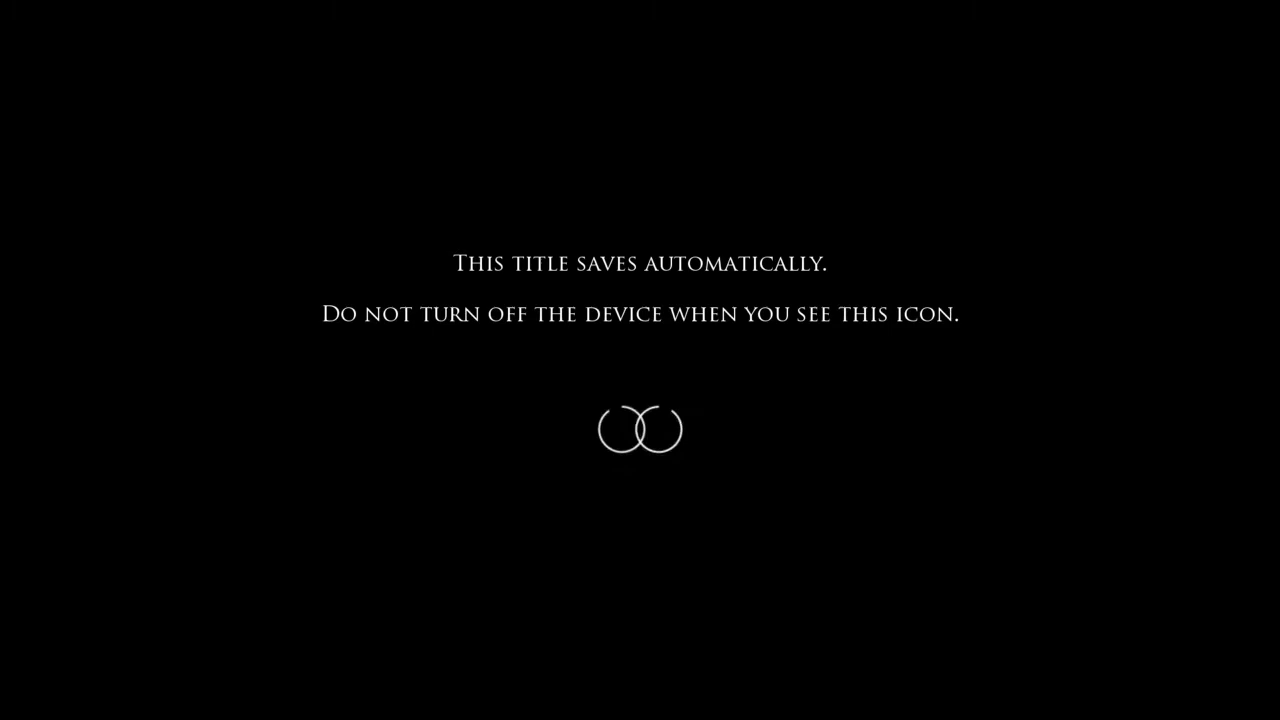 This title saves automatically.
Do not turn off the device when you see this icon.